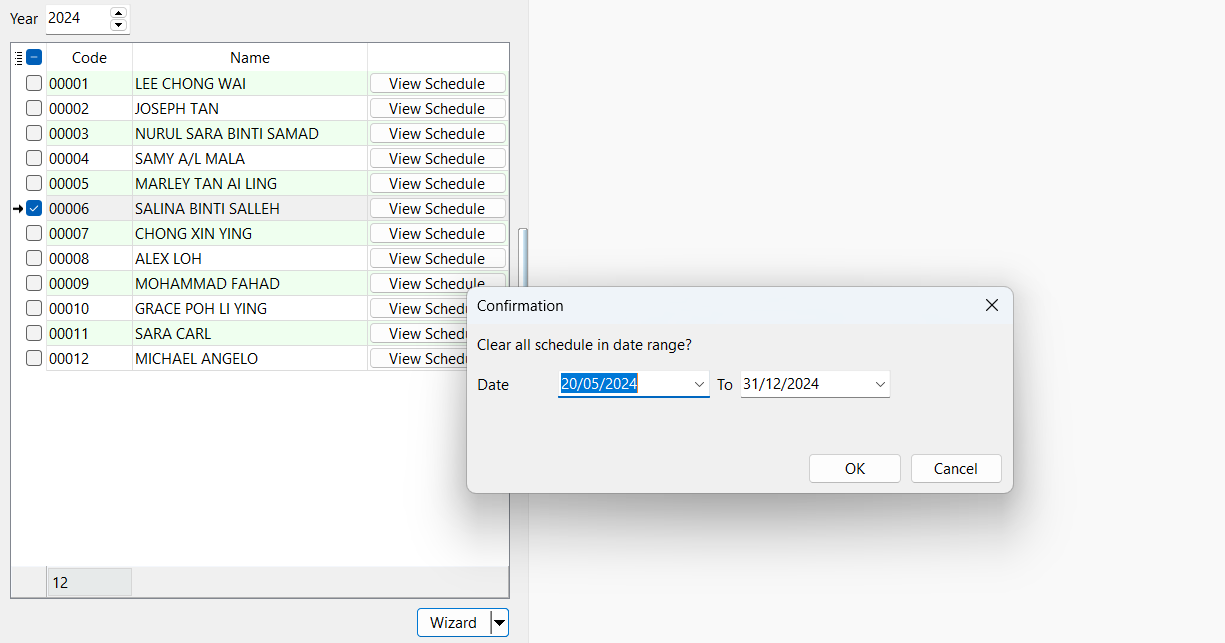 Year 2024
Code Name
00001 LEE CHONG WAI View Schedule
00002 JOSEPH TAN View Schedule
00003 NURUL SARA BINTI SAMAD View Schedule
00004 SAMY A/L MALA View Schedule
00005 MARLEY TAN AI LING View Schedule
00006 SALINA BINTI SALLEH View Schedule
00007 CHONG XIN YING View Schedule
00008 ALEX LOH View Schedule
00009 MOHAMMAD FAHAD View Schedule
00010 GRACE POH LI YING View Schedu
00011 SARA CARL View Schedu
00012 MICHAEL ANGELO View Schedu
Confirmation
Clear all schedule in date range?
Date 20/05/2024 To 31/12/2024
OK Cancel
12
Wizard